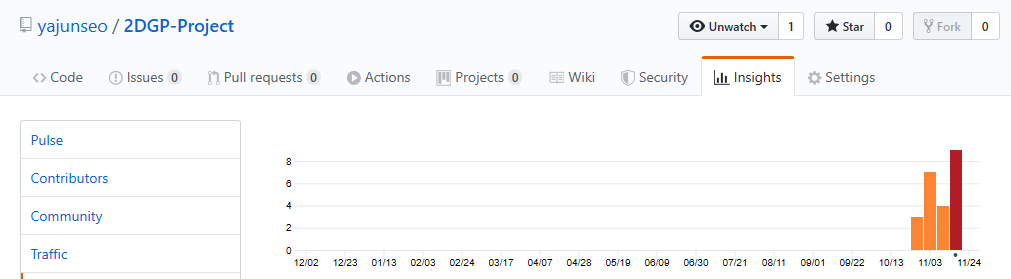 yajunseo / 2DGP-Project
Unwatch 1 Star 0 Fork 0
Code Issues 0 Pull requests 0 Actions Projects 0 Wiki Security Insights Settings
Pulse
Contributors
Community
Traffic
8
6
4
2
0
12/02 12/23 01/13 02/03 02/24 03/17 04/07 04/28 05/19 06/09 06/30 07/21 08/11 09/01 09/22 10/13 11/03 11/24